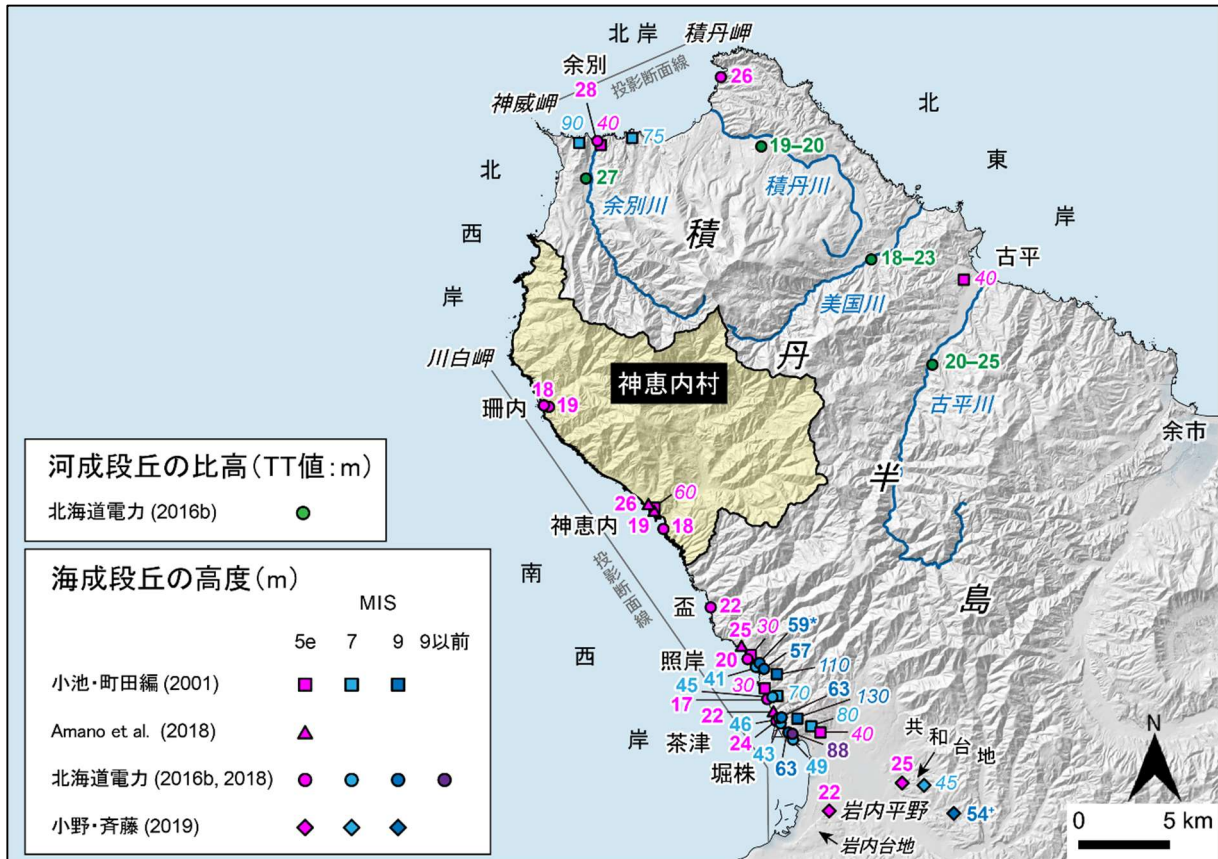 北岸
積丹岬
余別
投影断面線
28
26
神威岬
90
40
75
19–20
27
余別川
積丹川
北東岸
北西岸
積丹半島
18–23
美国川
古平
40
川白岬
神恵内村
20–25
古平川
余市
18
珊内
19
60
26
神恵内
19
18
投影断面線
南西岸
盃
22
25
30
59*
照岸
20
57
41
110
45
30
70
63
130
17
22
46
80
茶津
24
40
43
88
堀株
63
49
共和台地
25
45
22
岩内平野
54+
岩内台地
N
0 5 km
河成段丘の比高(TT値:m)
北海道電力 (2016b)
海成段丘の高度(m)
MIS
5e 7 9 9以前
小池・町田編 (2001)
Amano et al. (2018)
北海道電力 (2016b, 2018)
小野・斉藤 (2019)